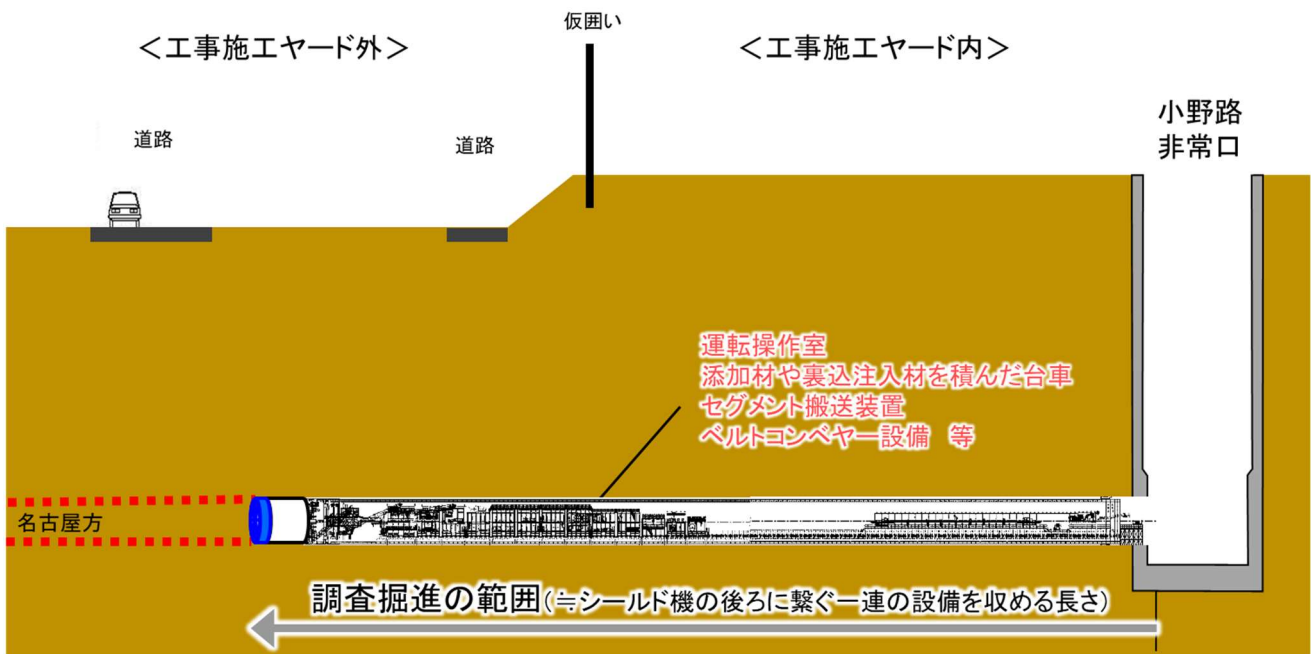 仮囲い
＜工事施工ヤード外＞
＜工事施工ヤード内＞
道路
道路
小野路
非常口
運転操作室
添加材や裏込注入材を積んだ台車
セグメント搬送装置
ベルトコンベヤー設備　等
名古屋方
調査掘進の範囲(≒シールド機の後ろに繋ぐ一連の設備を収める長さ)